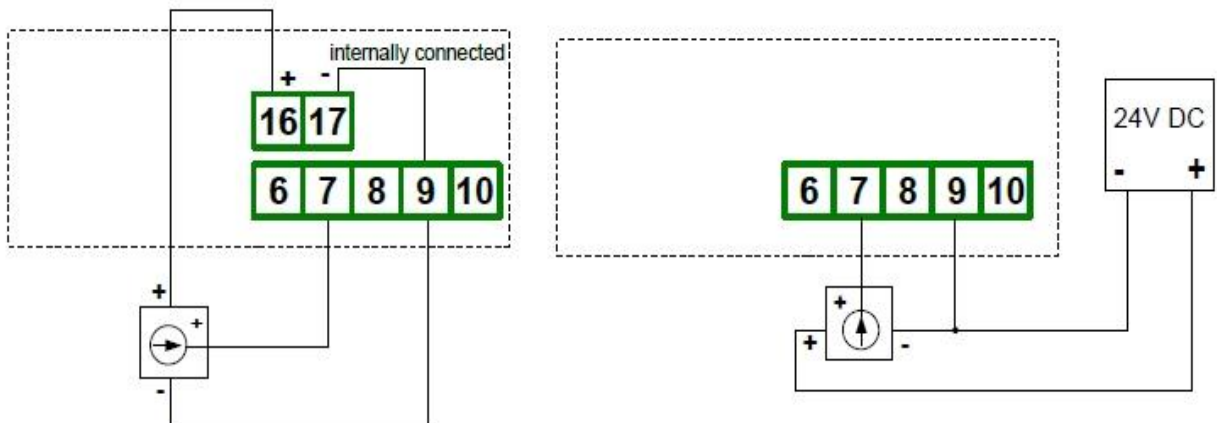 internally connected
+ -
16 17
6 7 8 9 10
+
+
-
24V DC
- +
6 7 8 9 10
+
+ -